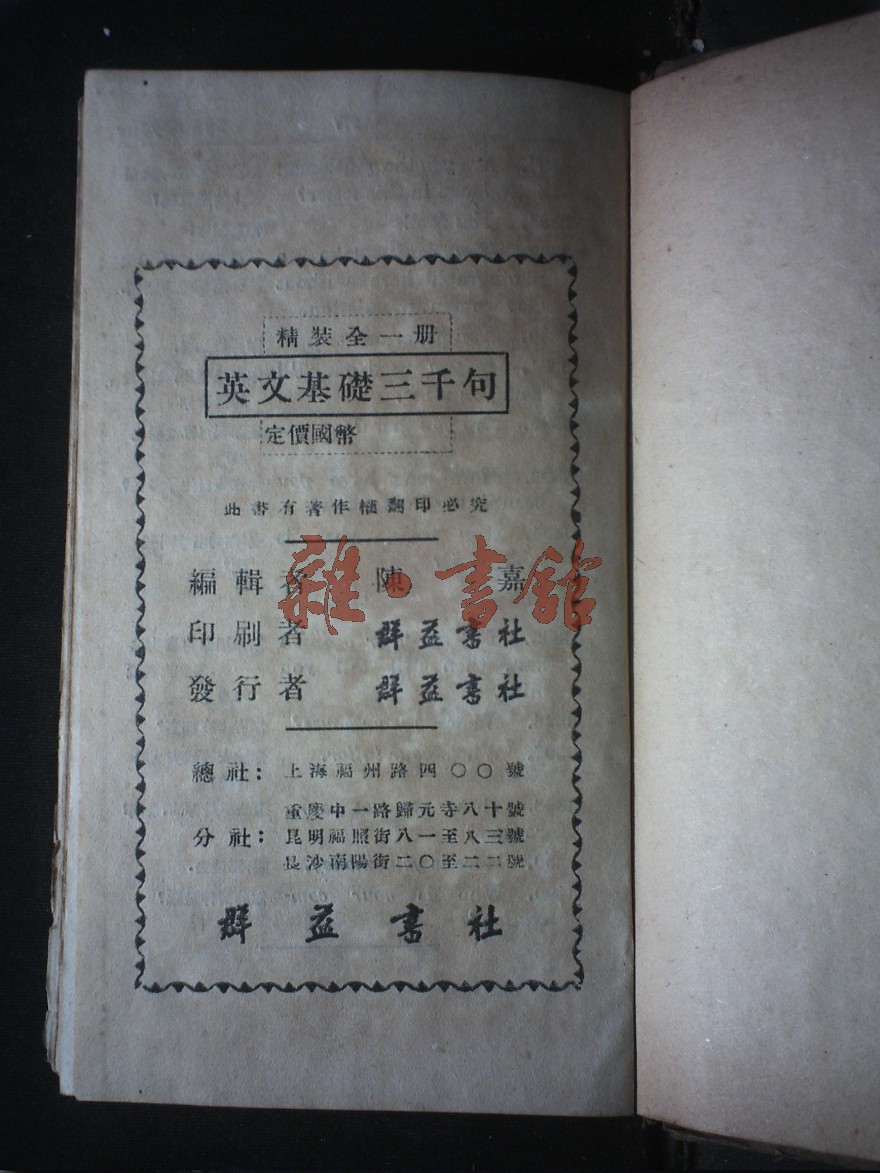 精裝全一册
英文基礎三千句
定價國幣
此書有著作權翻印必究
編輯者 陳嘉
印刷者 群益書社
發行者 群益書社
總社：上海福州路四〇〇號
重慶中一路歸元寺八十號
分社：昆明福照街八一至八三號
長沙南陽街二〇至二二號
群益書社
雜·書館